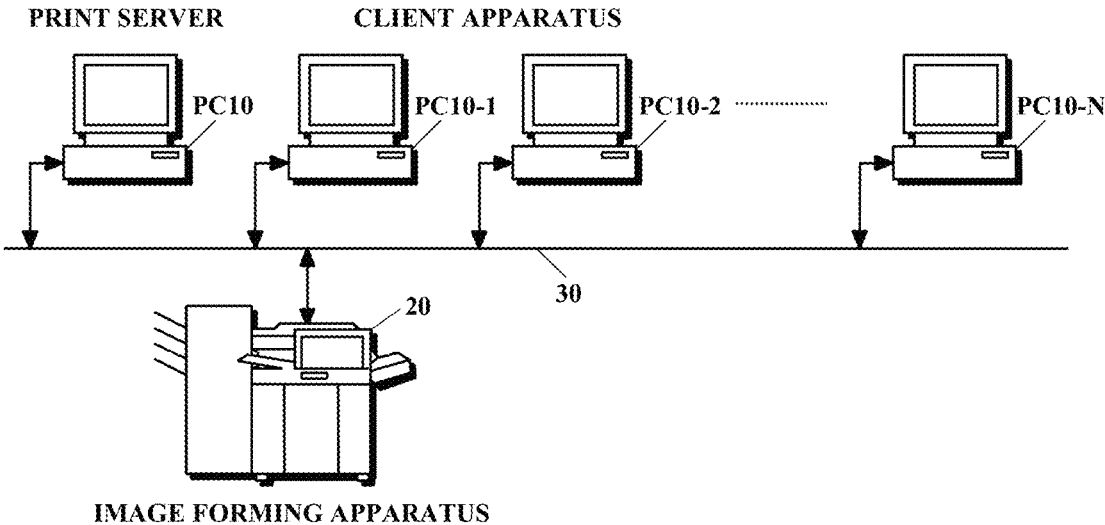 PRINT SERVER
CLIENT APPARATUS
PC10
PC10-1
PC10-2
PC10-N
30
20
IMAGE FORMING APPARATUS